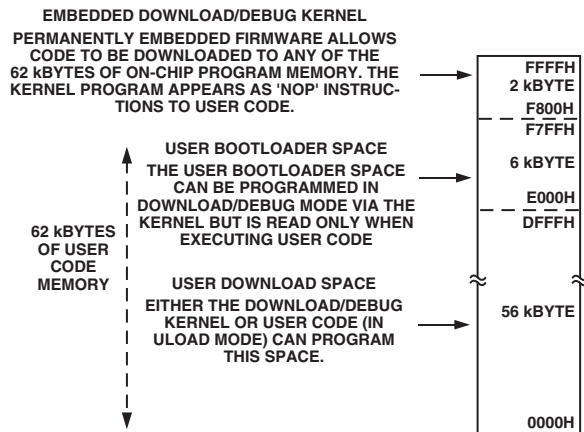 EMBEDDED DOWNLOAD/DEBUG KERNEL
PERMANENTLY EMBEDDED FIRMWARE ALLOWS
CODE TO BE DOWNLOADED TO ANY OF THE
62 kBYTES OF ON-CHIP PROGRAM MEMORY. THE
KERNEL PROGRAM APPEARS AS 'NOP' INSTRUC-
TIONS TO USER CODE.
FFFFH
2 kBYTE
F800H
F7FFH
USER BOOTLOADER SPACE
THE USER BOOTLOADER SPACE
CAN BE PROGRAMMED IN
DOWNLOAD/DEBUG MODE VIA THE
KERNEL BUT IS READ ONLY WHEN
EXECUTING USER CODE
6 kBYTE
E000H
DFFFH
62 kBYTES
OF USER
CODE
MEMORY
USER DOWNLOAD SPACE
EITHER THE DOWNLOAD/DEBUG
KERNEL OR USER CODE (IN
ULOAD MODE) CAN PROGRAM
THIS SPACE.
56 kBYTE
0000H